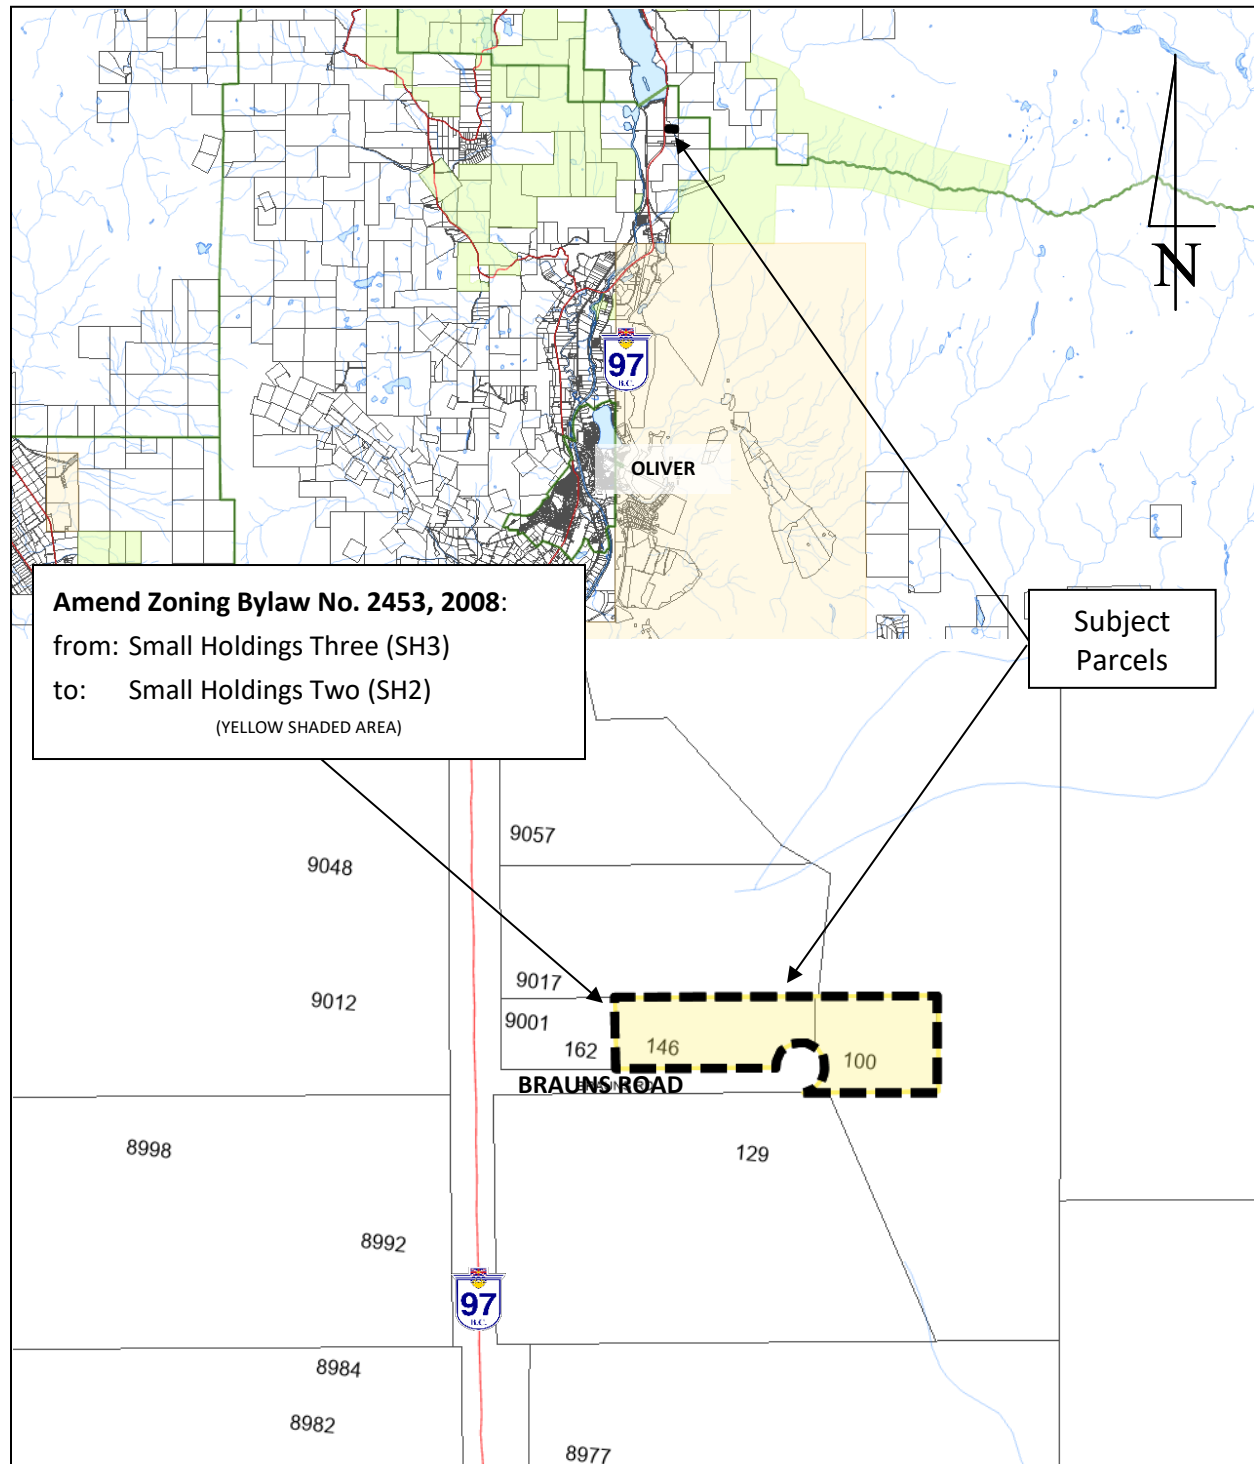 N
97
B.C.
OLIVER
Amend Zoning Bylaw No. 2453, 2008:
from: Small Holdings Three (SH3)
to: Small Holdings Two (SH2)
(YELLOW SHADED AREA)
Subject
Parcels
9057
9048
9017
9012
9001
162
146
100
BRAUNS ROAD
BRAUNS RD
129
8998
8992
97
B.C.
8984
8982
8977